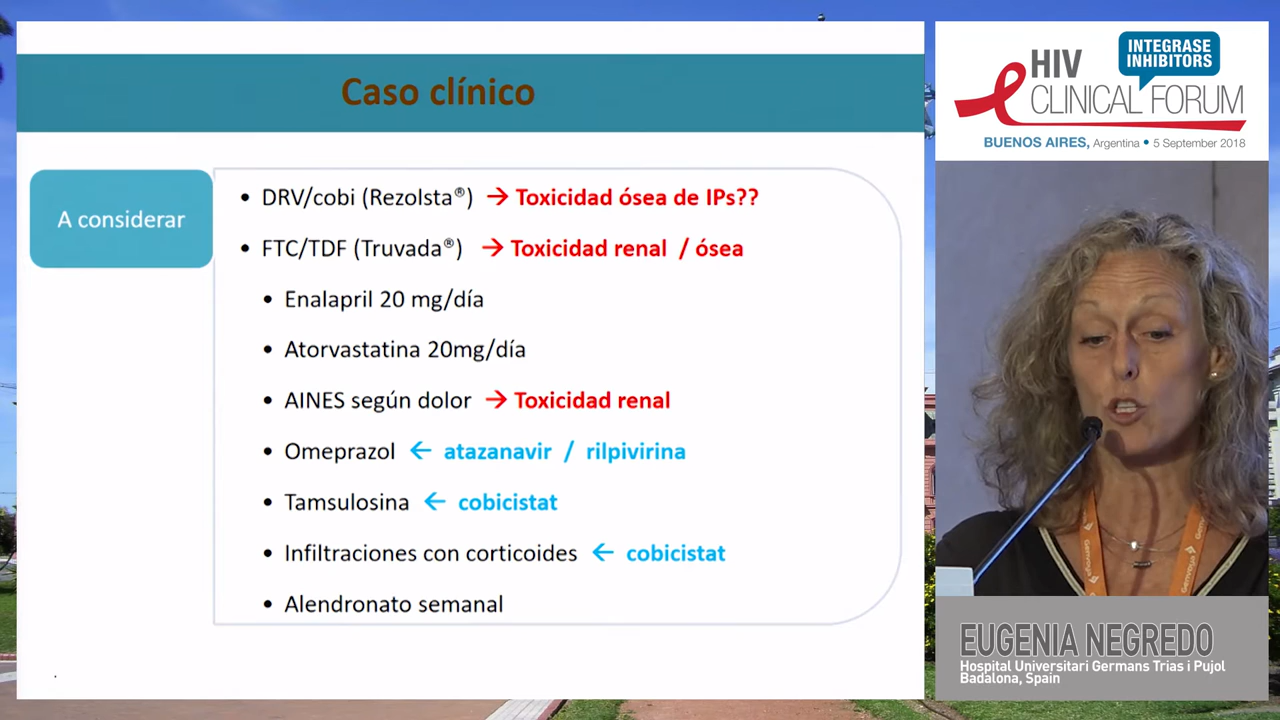 Caso clínico
A considerar
• DRV/cobi (Rezolsta®) → Toxicidad ósea de IPs??
• FTC/TDF (Truvada®) → Toxicidad renal / ósea
• Enalapril 20 mg/día
• Atorvastatina 20mg/día
• AINES según dolor → Toxicidad renal
• Omeprazol ← atazanavir / rilpivirina
• Tamsulosina ← cobicistat
• Infiltraciones con corticoides ← cobicistat
• Alendronato semanal
HIV
CLINICAL FORUM
INTEGRASE
INHIBITORS
BUENOS AIRES, Argentina • 5 September 2018
Genvoya
Genvoya
EUGENIA NEGREDO
Hospital Universitari Germans Trias i Pujol
Badalona, Spain